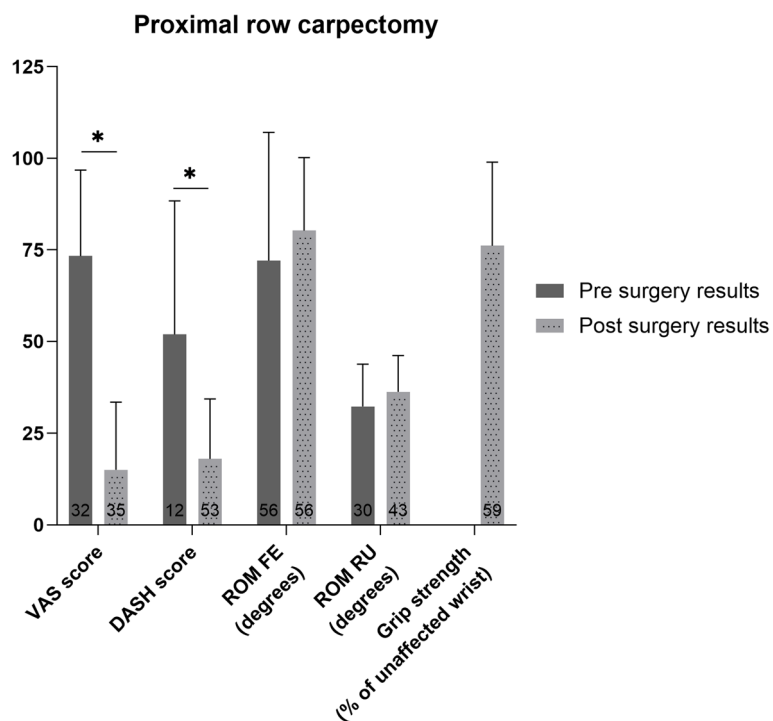 Proximal row carpectomy
125
100
75
50
25
0
*
*
32 35 12 53 56 56 30 43 59
VAS score
DASH score
ROM FE
(degrees)
ROM RU
(degrees)
Grip strength
(% of unaffected wrist)
Pre surgery results
Post surgery results